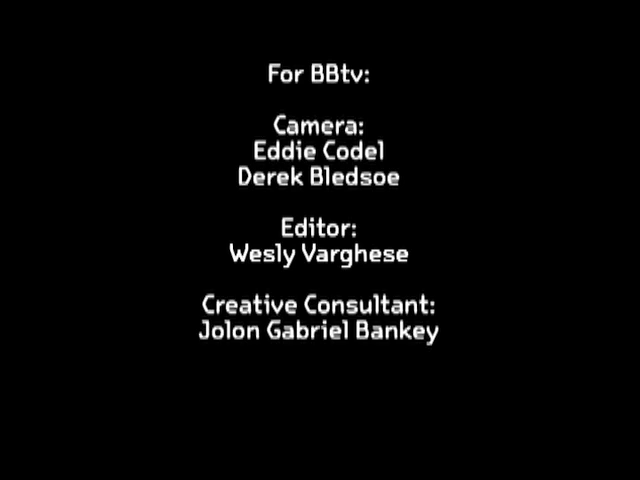 For BBtv:
Camera:
Eddie Codel
Derek Bledsoe
Editor:
Wesly Varghese
Creative Consultant:
Jolon Gabriel Bankey